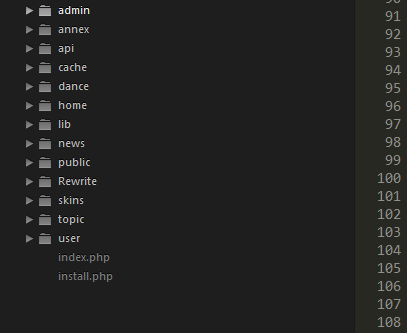 admin
annex
api
cache
dance
home
lib
news
public
Rewrite
skins
topic
user
index.php
install.php
91
92
93
94
95
96
97
98
99
100
101
102
103
104
105
106
107
108